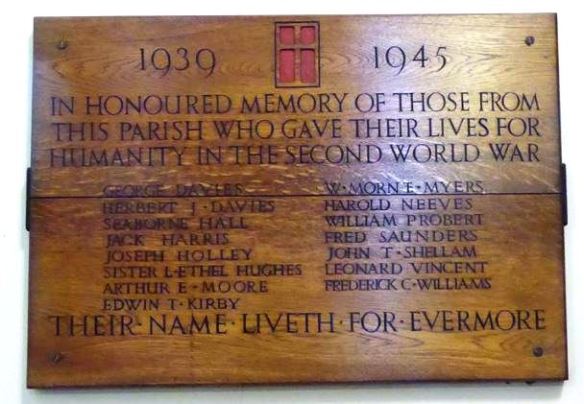 1939 1945
IN HONOURED MEMORY OF THOSE FROM
THIS PARISH WHO GAVE THEIR LIVES FOR
HUMANITY IN THE SECOND WORLD WAR
GEORGE DAVIES
HERBERT J · DAVIES
SEABORNE HALL
JACK HARRIS
JOSEPH HOLLEY
SISTER L·ETHEL HUGHES
ARTHUR E · MOORE
EDWIN T · KIRBY
W · MORN E · MYERS
HAROLD NEEVES
WILLIAM PROBERT
FRED SAUNDERS
JOHN T · SHELLAM
LEONARD VINCENT
FREDERICK C · WILLIAMS
THEIR · NAME · LIVETH · FOR · EVERMORE